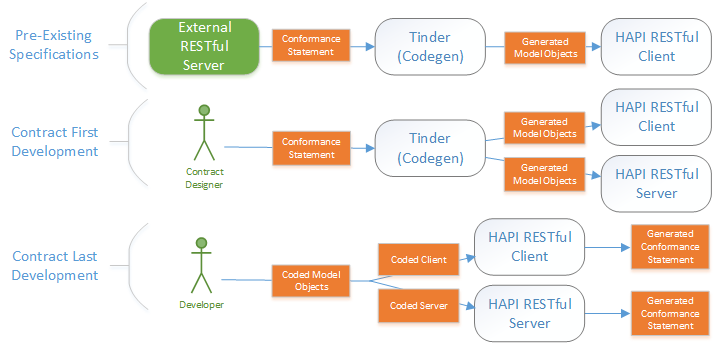 Pre-Existing
Specifications
External
RESTful
Server
Conformance
Statement
Tinder
(Codegen)
Generated
Model Objects
HAPI RESTful
Client
Contract First
Development
Contract
Designer
Conformance
Statement
Tinder
(Codegen)
Generated
Model Objects
HAPI RESTful
Client
Generated
Model Objects
HAPI RESTful
Server
Contract Last
Development
Developer
Coded Model
Objects
Coded Client
HAPI RESTful
Client
Generated
Conformance
Statement
Coded Server
HAPI RESTful
Server
Generated
Conformance
Statement